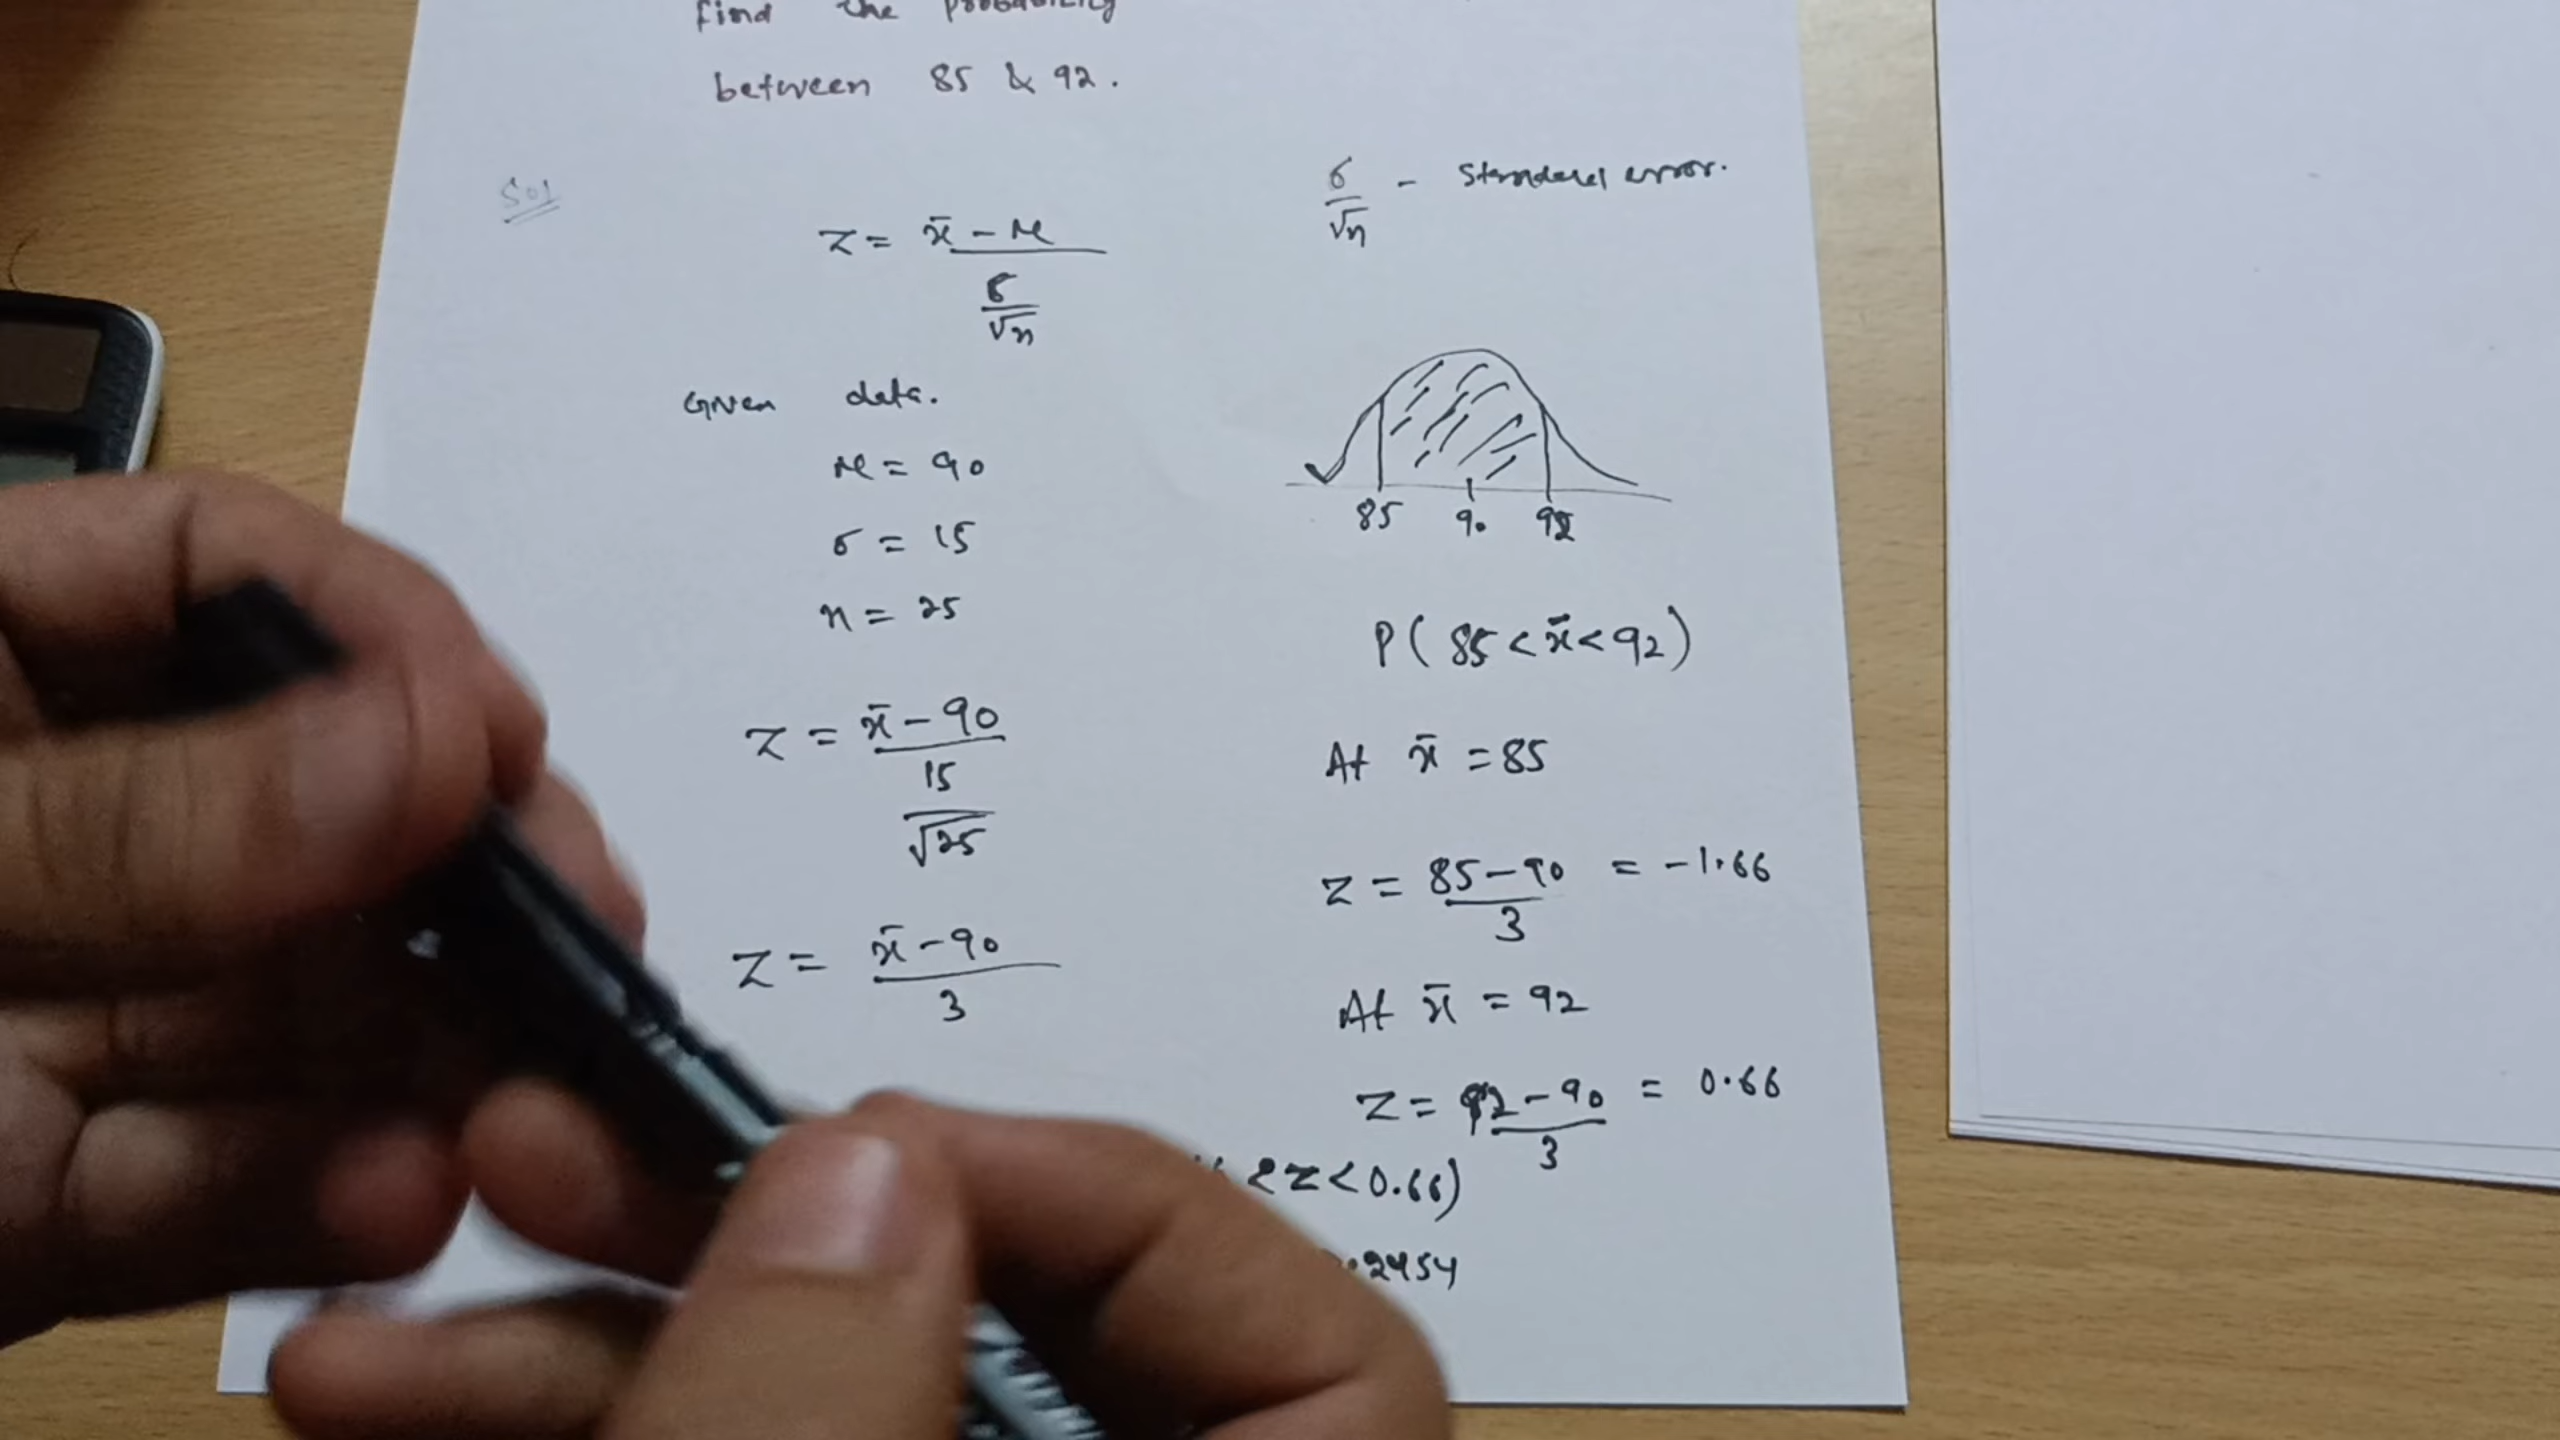 find the probability
between 85 & 92.
Sol
z = x̄ - μ
σ
√n
Given data.
μ = 90
σ = 15
n = 25
z = x̄ - 90
15
√25
z = x̄ - 90
3
σ/√n - Standard error.
85 90 92
P( 85 < x̄ < 92)
At x̄ = 85
z = 85 - 90 = -1.66
3
At x̄ = 92
z = 92 - 90 = 0.66
3
< z < 0.66)
.2454